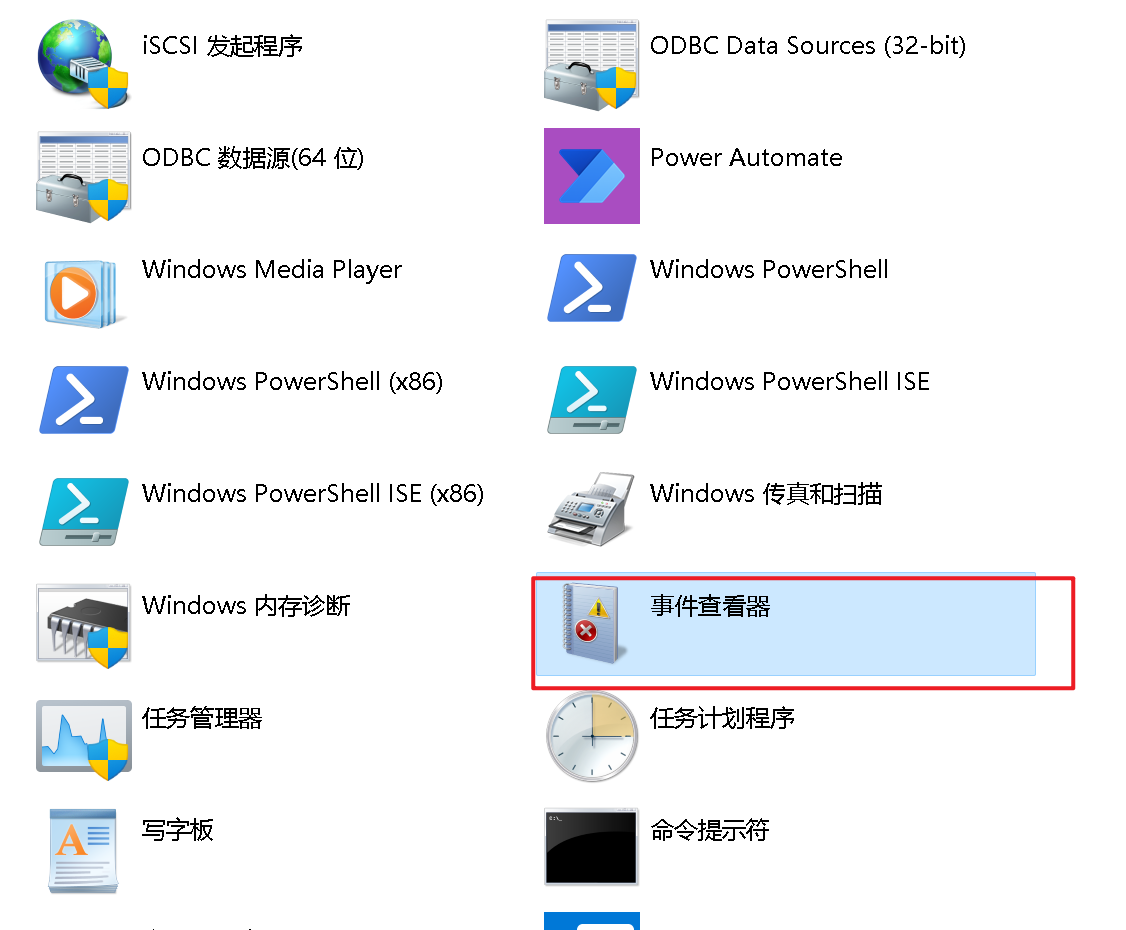 iSCSI 发起程序
ODBC Data Sources (32-bit)
ODBC 数据源(64 位)
Power Automate
Windows Media Player
Windows PowerShell
Windows PowerShell (x86)
Windows PowerShell ISE
Windows PowerShell ISE (x86)
Windows 传真和扫描
Windows 内存诊断
事件查看器
任务管理器
任务计划程序
写字板
命令提示符